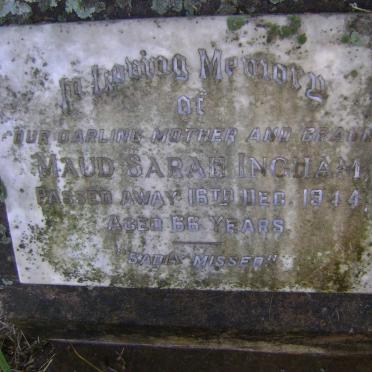 In Loving Memory
of
OUR DARLING MOTHER AND
MAUD SARAH INGHAM,
PASSED AWAY 16TH DEC. 1944,
AGED 66 YEARS.
"SADLY MISSED"